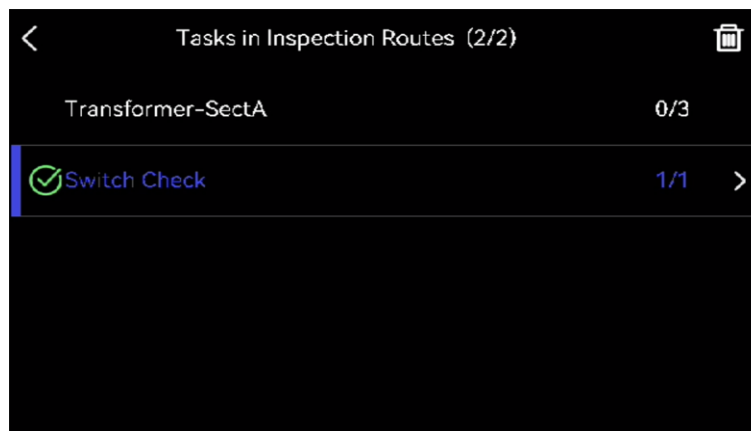 Tasks in Inspection Routes (2/2)
Transformer-SectA 0/3
Switch Check 1/1